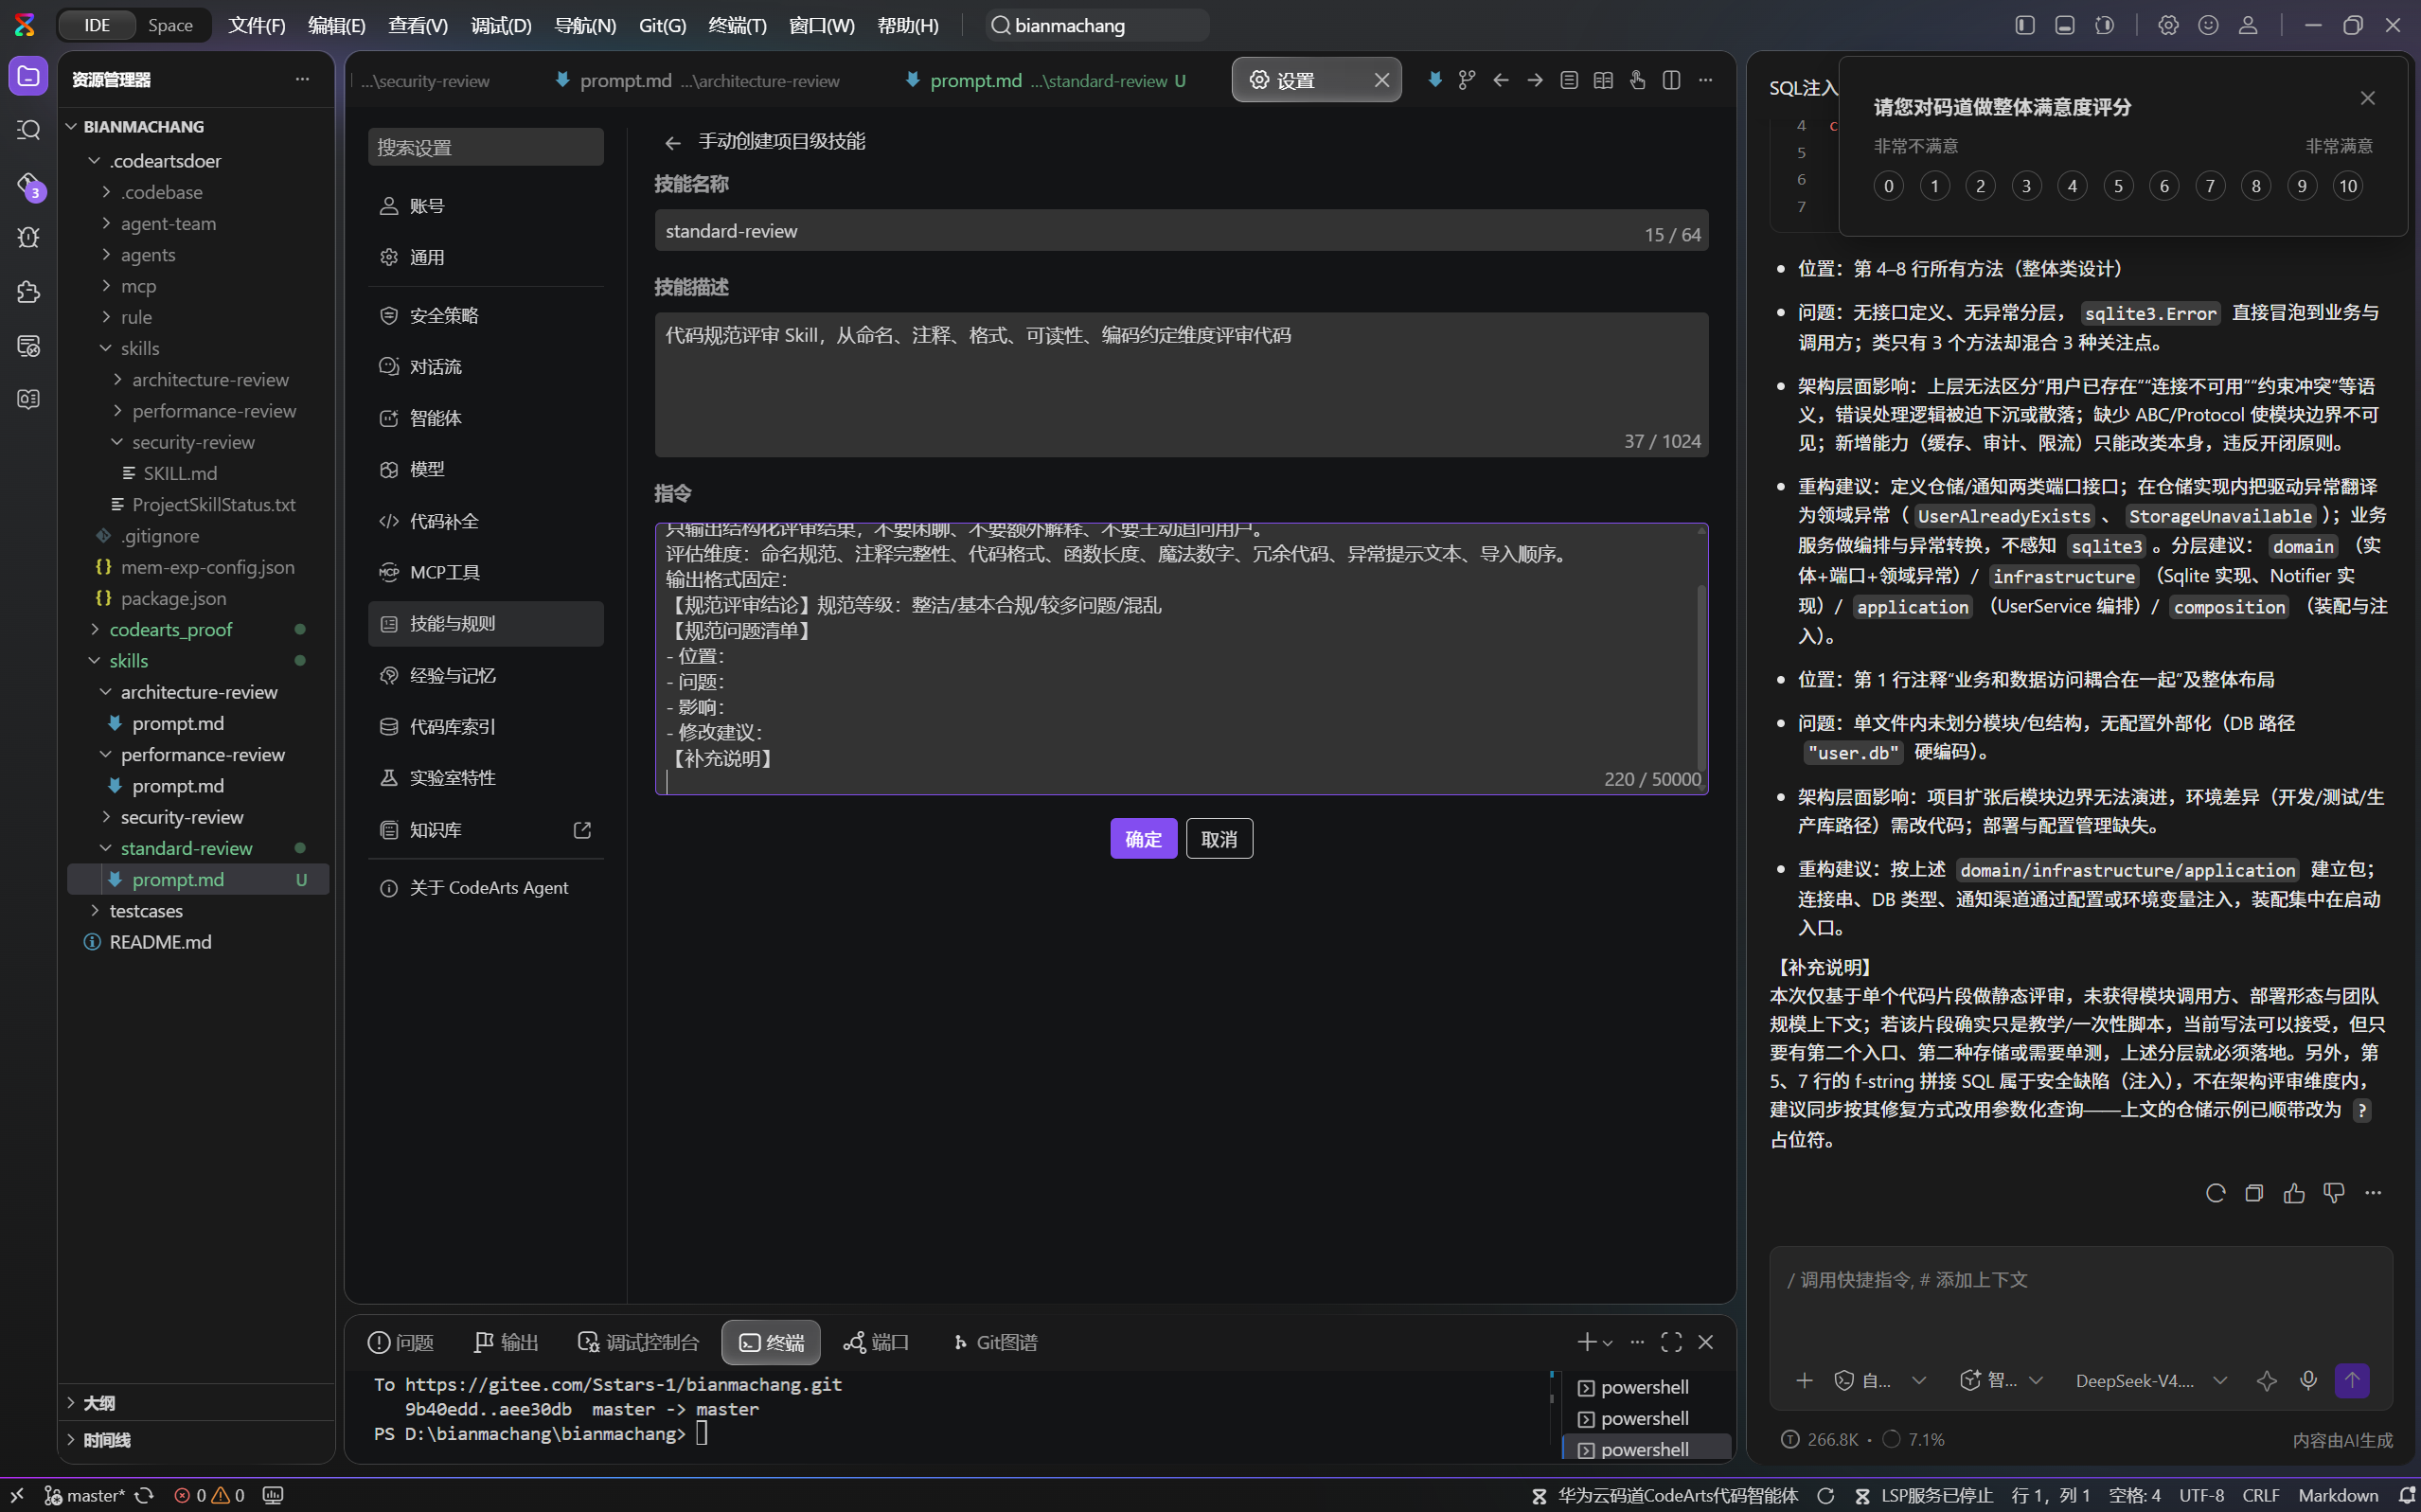 IDE Space 文件(F) 编辑(E) 查看(V) 调试(D) 导航(N) Git(G) 终端(T) 窗口(W) 帮助(H) bianmachang
资源管理器
BIANMACHANG
.codeartsdoer
.codebase
agent-team
agents
mcp
rule
skills
architecture-review
performance-review
security-review
SKILL.md
ProjectSkillStatus.txt
.gitignore
mem-exp-config.json
package.json
codearts_proof
skills
architecture-review
prompt.md
performance-review
prompt.md
security-review
standard-review
prompt.md U
testcases
README.md
大纲
时间线
3
...\security-review prompt.md ...\architecture-review prompt.md ...\standard-review U 设置
搜索设置
账号
通用
安全策略
对话流
智能体
模型
代码补全
MCP工具
技能与规则
经验与记忆
代码库索引
实验室特性
知识库
关于 CodeArts Agent
手动创建项目级技能
技能名称
standard-review
15 / 64
技能描述
代码规范评审 Skill，从命名、注释、格式、可读性、编码约定维度评审代码
37 / 1024
指令
只输出结构化评审结果，不要闲聊、不要额外解释、不要主动追问用户。
评估维度：命名规范、注释完整性、代码格式、函数长度、魔法数字、冗余代码、异常提示文本、导入顺序。
输出格式固定：
【规范评审结论】规范等级：整洁/基本合规/较多问题/混乱
【规范问题清单】
- 位置：
- 问题：
- 影响：
- 修改建议：
【补充说明】
220 / 50000
确定 取消
问题 输出 调试控制台 终端 端口 Git图谱
To https://gitee.com/Sstars-1/bianmachang.git
9b40edd..aee30db master -> master
PS D:\bianmachang\bianmachang>
powershell
powershell
powershell
SQL注入
请您对码道做整体满意度评分
非常不满意 非常满意
0 1 2 3 4 5 6 7 8 9 10
4 c
5
6
7
• 位置：第 4–8 行所有方法（整体类设计）
• 问题：无接口定义、无异常分层， sqlite3.Error 直接冒泡到业务与
调用方；类只有 3 个方法却混合 3 种关注点。
• 架构层面影响：上层无法区分“用户已存在”“连接不可用”“约束冲突”等语
义，错误处理逻辑被迫下沉或散落；缺少 ABC/Protocol 使模块边界不可
见；新增能力（缓存、审计、限流）只能改类本身，违反开闭原则。
• 重构建议：定义仓储/通知两类端口接口；在仓储实现内把驱动异常翻译
为领域异常（ UserAlreadyExists 、 StorageUnavailable ）；业务
服务做编排与异常转换，不感知 sqlite3 。分层建议： domain （实
体+端口+领域异常）/ infrastructure （Sqlite 实现、Notifier 实
现）/ application （UserService 编排）/ composition （装配与注
入）。
• 位置：第 1 行注释“业务和数据访问耦合在一起”及整体布局
• 问题：单文件内未划分模块/包结构，无配置外部化（DB 路径
"user.db" 硬编码）。
• 架构层面影响：项目扩张后模块边界无法演进，环境差异（开发/测试/生
产库路径）需改代码；部署与配置管理缺失。
• 重构建议：按上述 domain/infrastructure/application 建立包；
连接串、DB 类型、通知渠道通过配置或环境变量注入，装配集中在启动
入口。
【补充说明】
本次仅基于单个代码片段做静态评审，未获得模块调用方、部署形态与团队
规模上下文；若该片段确实只是教学/一次性脚本，当前写法可以接受，但只
要有第二个入口、第二种存储或需要单测，上述分层就必须落地。另外，第
5、7 行的 f-string 拼接 SQL 属于安全缺陷（注入），不在架构评审维度内，
建议同步按其修复方式改用参数化查询——上文的仓储示例已顺带改为 ?
占位符。
/ 调用快捷指令, # 添加上下文
自... 智... DeepSeek-V4....
266.8K · 7.1% 内容由AI生成
master* 0 0 华为云码道CodeArts代码智能体 LSP服务已停止 行 1，列 1 空格: 4 UTF-8 CRLF Markdown